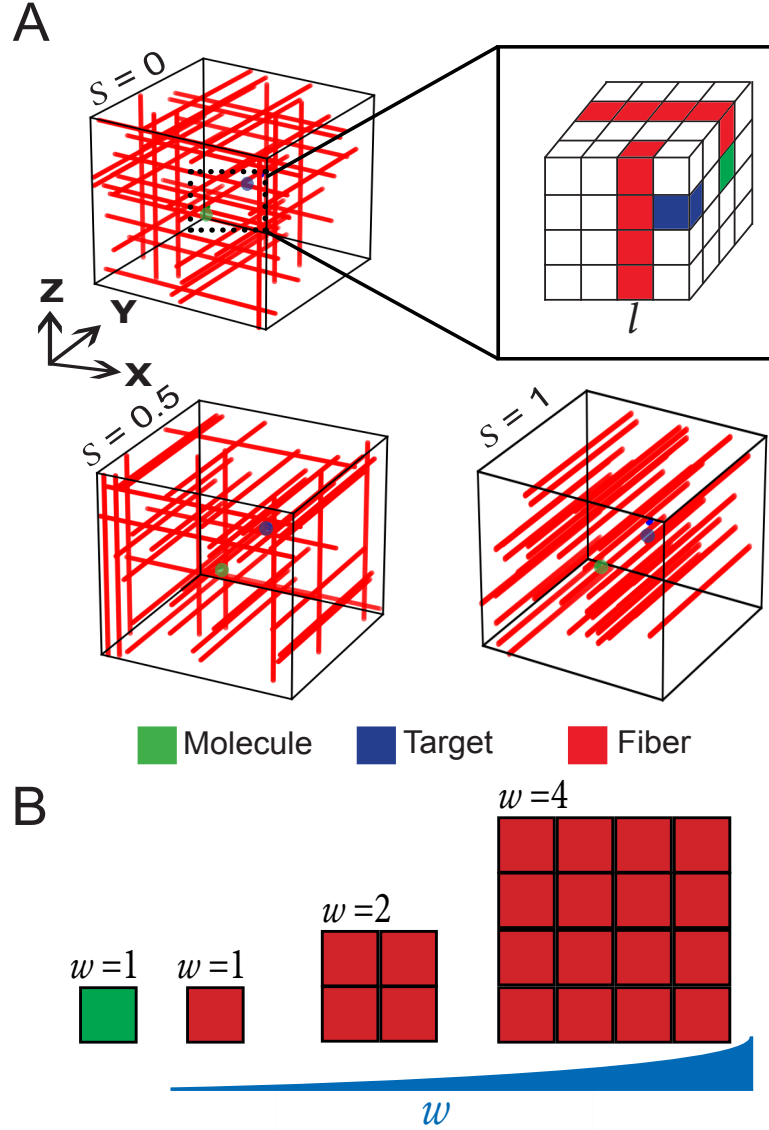 A
S = 0
l
Z
Y
X
S = 0.5
S = 1
Molecule
Target
Fiber
B
w =4
w =2
w =1
w =1
w